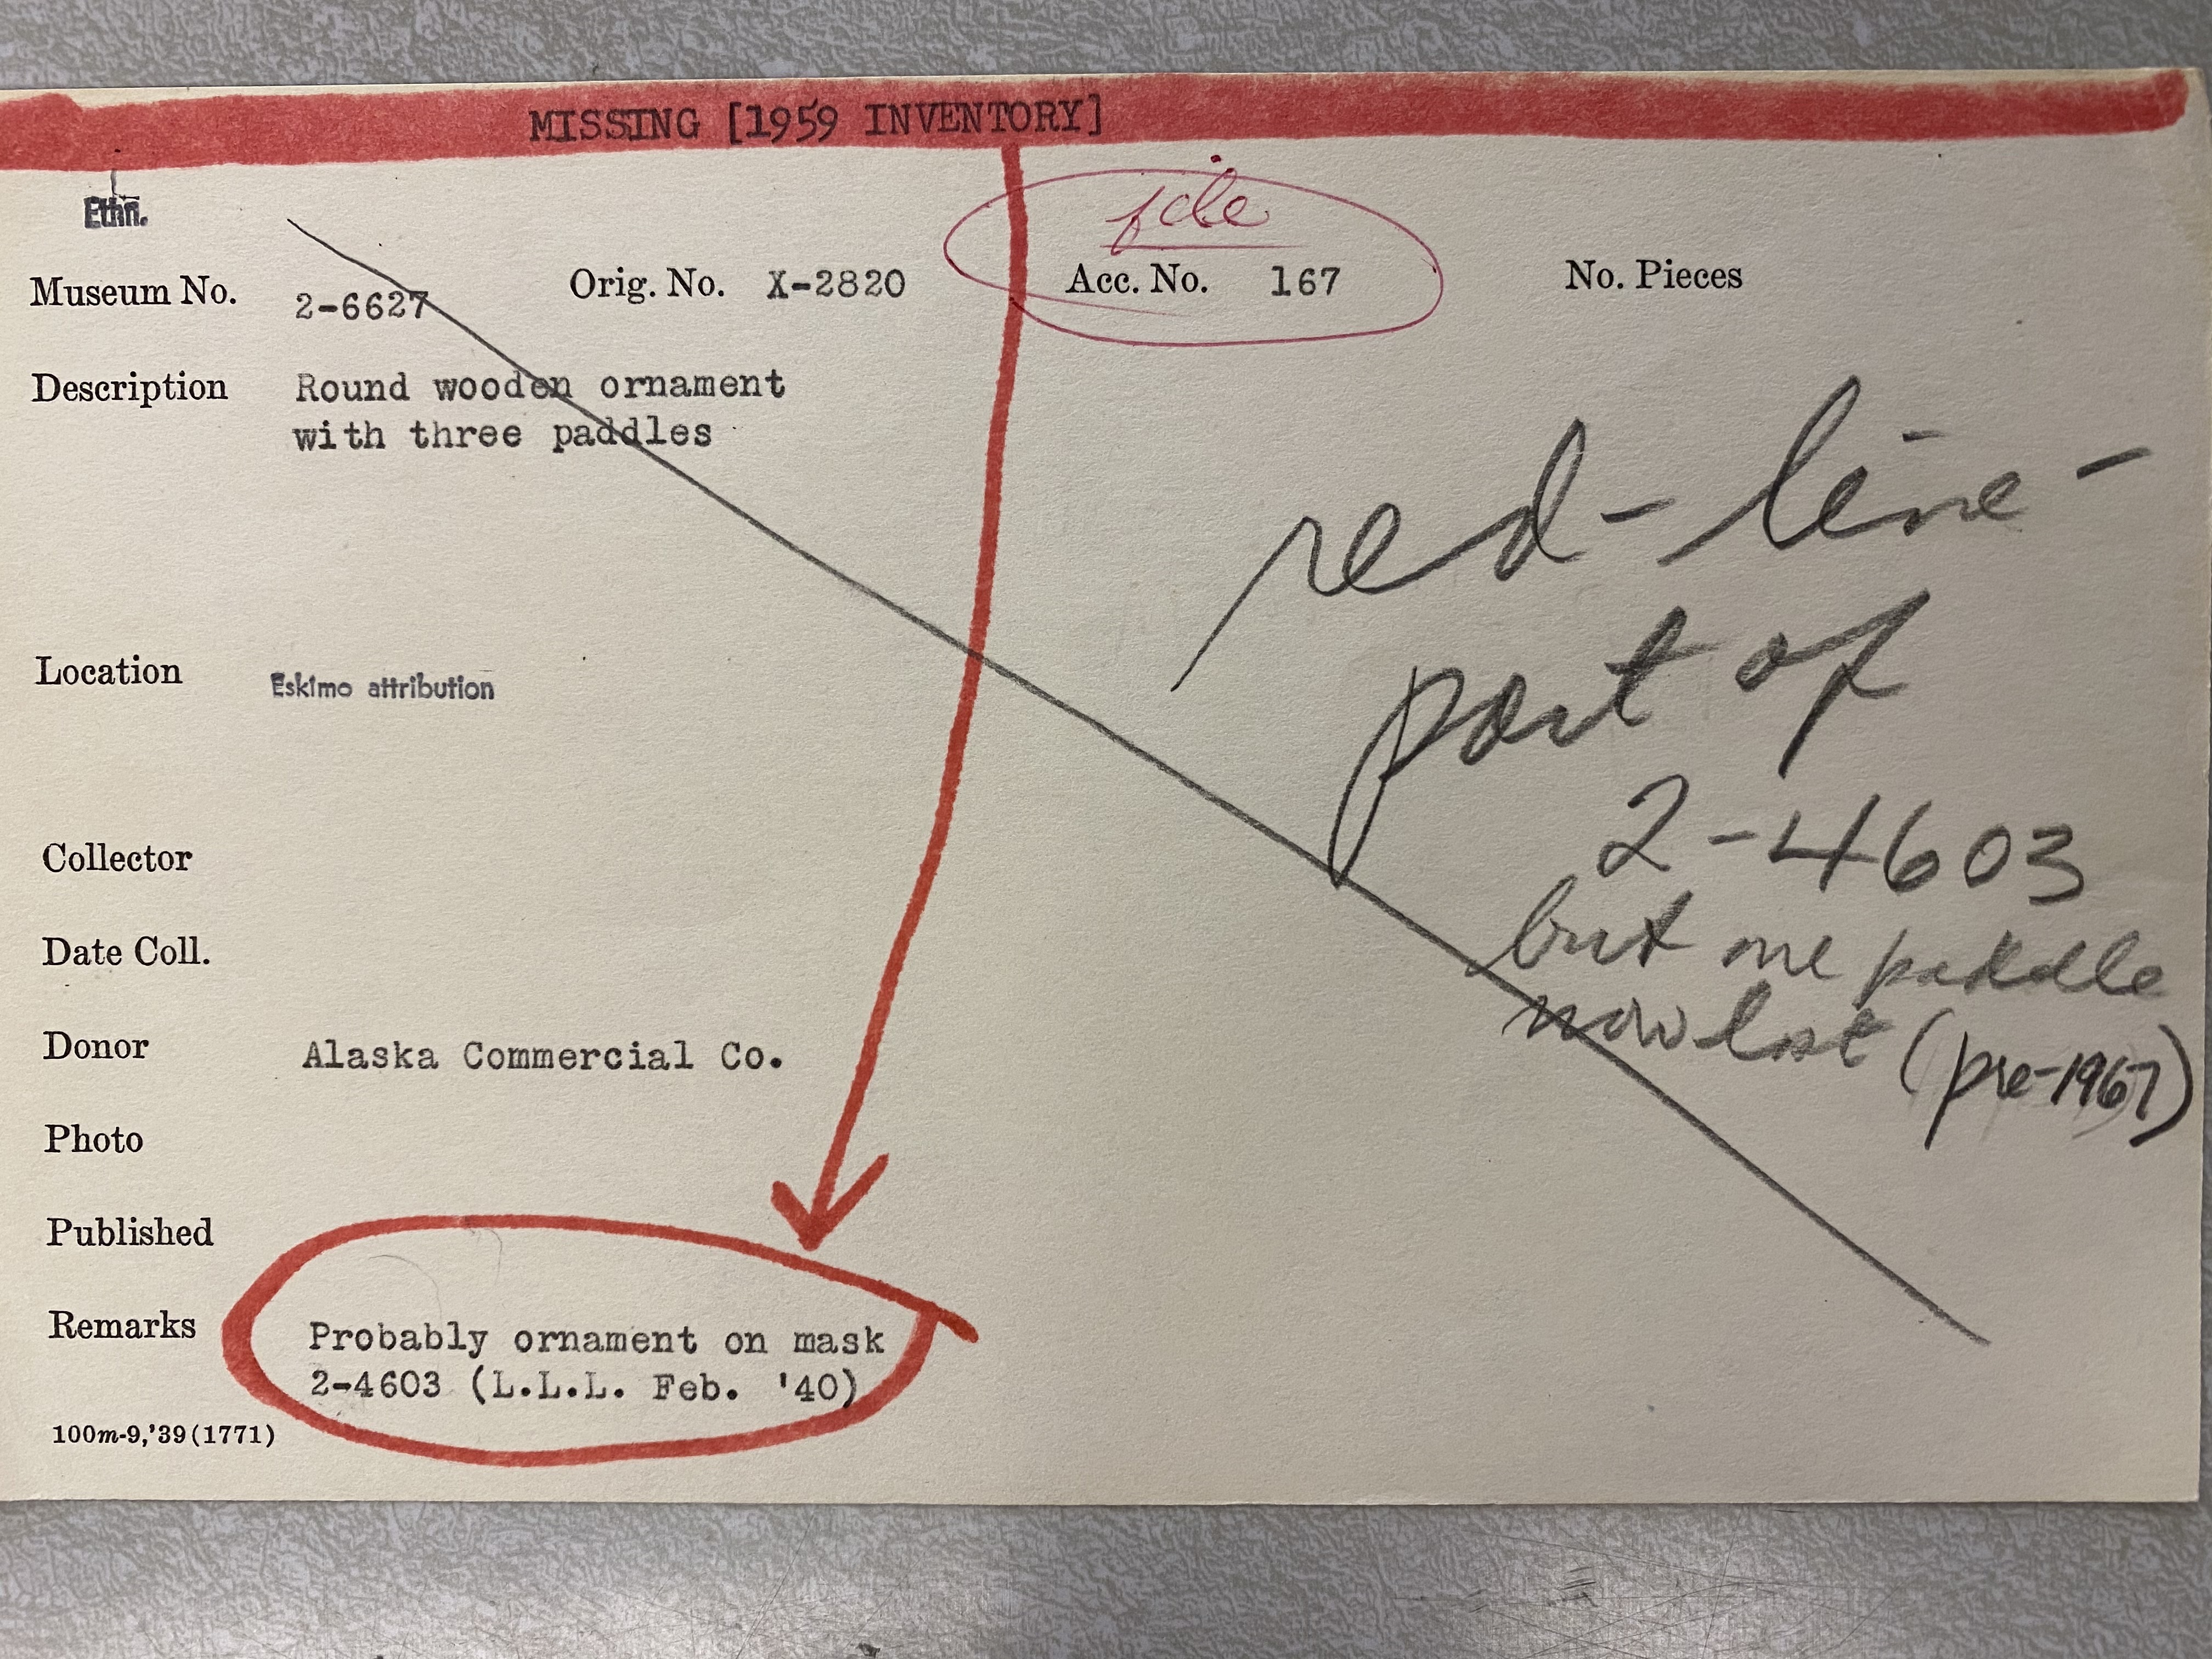 MISSING [1959 INVENTORY]
Ethn.
file
Museum No. 2-6627 Orig. No. X-2820 Acc. No. 167 No. Pieces
Description Round wooden ornament
with three paddles
red-line-
part of
2-4603
but one paddle
now lost (pre-1967)
Location Eskimo attribution
Collector
Date Coll.
Donor Alaska Commercial Co.
Photo
Published
Remarks Probably ornament on mask
2-4603 (L.L.L. Feb. '40)
100m-9,'39(1771)